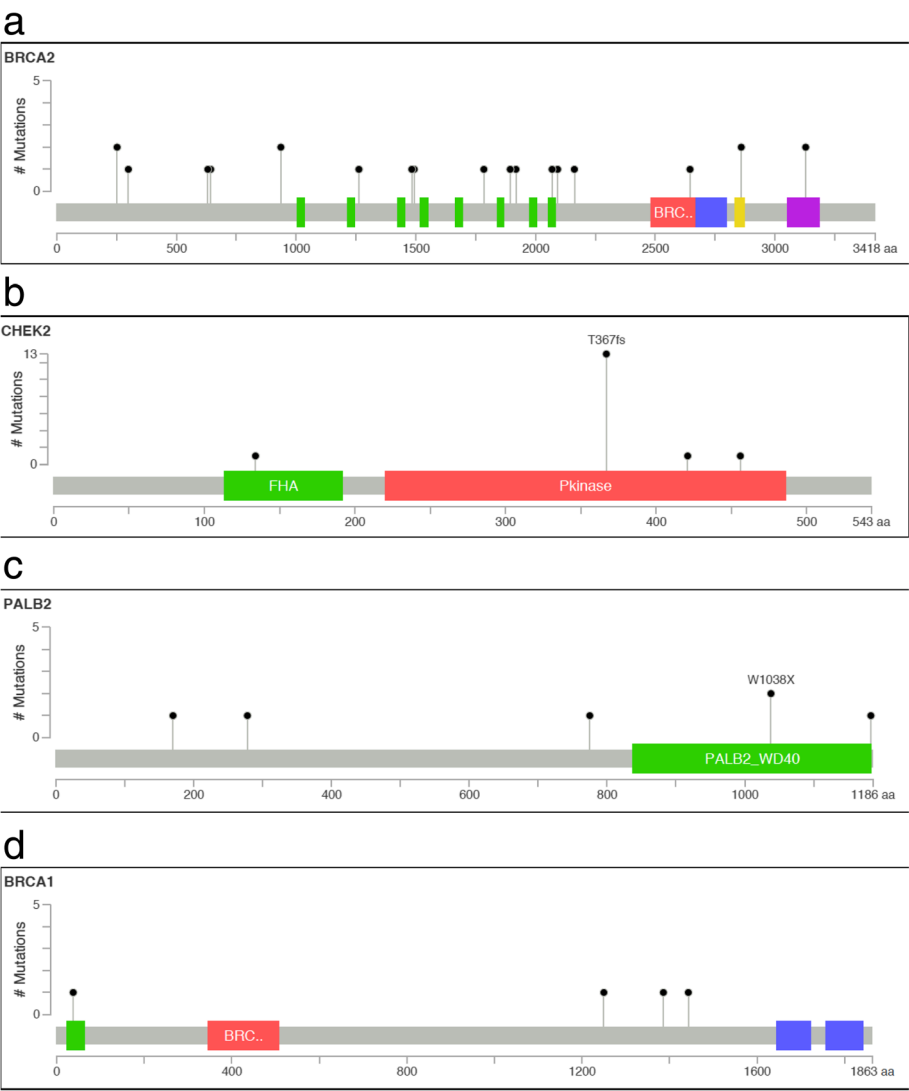 a
BRCA2
5
# Mutations
0
BRC..
0 500 1000 1500 2000 2500 3000 3418 aa
b
CHEK2
T367fs
13
# Mutations
0
FHA Pkinase
0 100 200 300 400 500 543 aa
c
PALB2
5
# Mutations
W1038X
0
PALB2_WD40
0 200 400 600 800 1000 1186 aa
d
BRCA1
5
# Mutations
0
BRC..
0 400 800 1200 1600 1863 aa